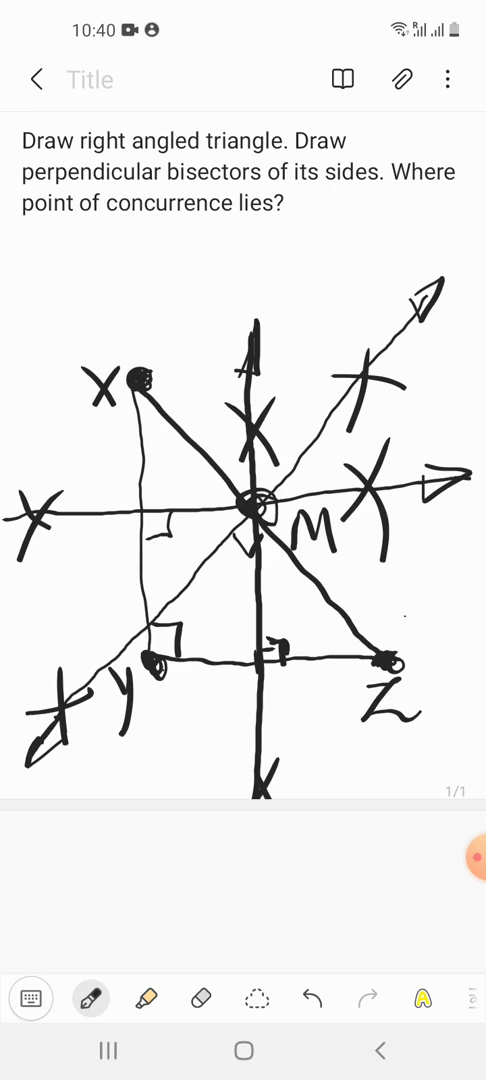 10:40
Title
Draw right angled triangle. Draw
perpendicular bisectors of its sides. Where
point of concurrence lies?
X
M
Y
Z
1/1
A